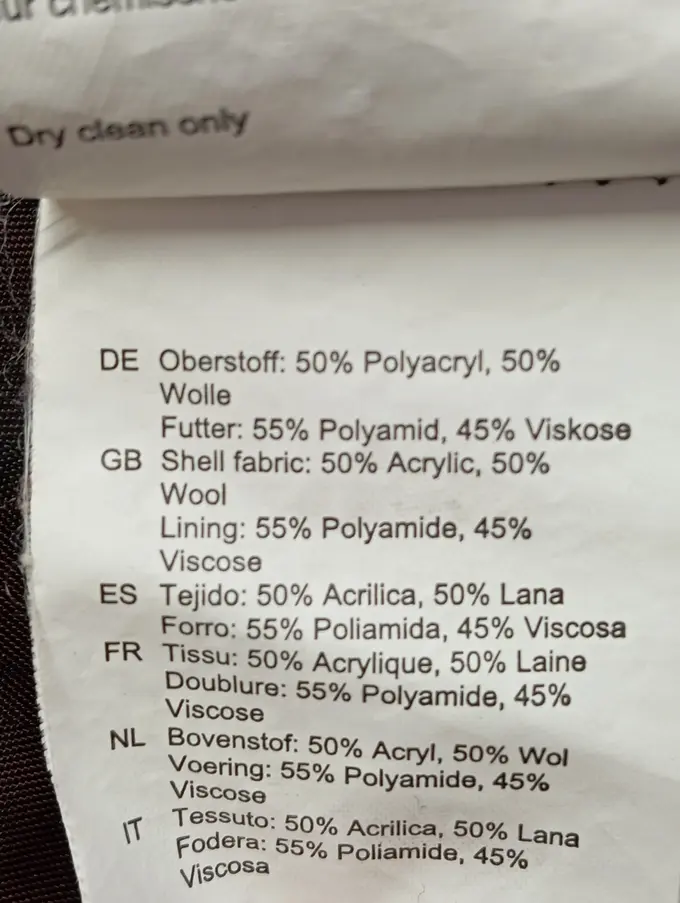 Dry clean only
DE Oberstoff: 50% Polyacryl, 50%
Wolle
Futter: 55% Polyamid, 45% Viskose
GB Shell fabric: 50% Acrylic, 50%
Wool
Lining: 55% Polyamide, 45%
Viscose
ES Tejido: 50% Acrilica, 50% Lana
Forro: 55% Poliamida, 45% Viscosa
FR Tissu: 50% Acrylique, 50% Laine
Doublure: 55% Polyamide, 45%
Viscose
NL Bovenstof: 50% Acryl, 50% Wol
Voering: 55% Polyamide, 45%
Viscose
IT Tessuto: 50% Acrilica, 50% Lana
Fodera: 55% Poliamide, 45%
Viscosa